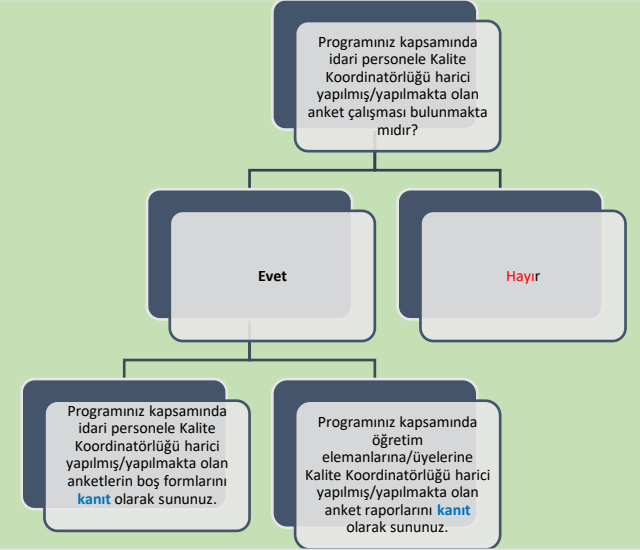 Programınız kapsamında
idari personele Kalite
Koordinatörlüğü harici
yapılmış/yapılmakta olan
anket çalışması bulunmakta
mıdır?
Evet
Hayır
Programınız kapsamında
idari personele Kalite
Koordinatörlüğü harici
yapılmış/yapılmakta olan
anketlerin boş formlarını
kanıt olarak sununuz.
Programınız kapsamında
öğretim
elemanlarına/üyelerine
Kalite Koordinatörlüğü harici
yapılmış/yapılmakta olan
anket raporlarını kanıt
olarak sununuz.